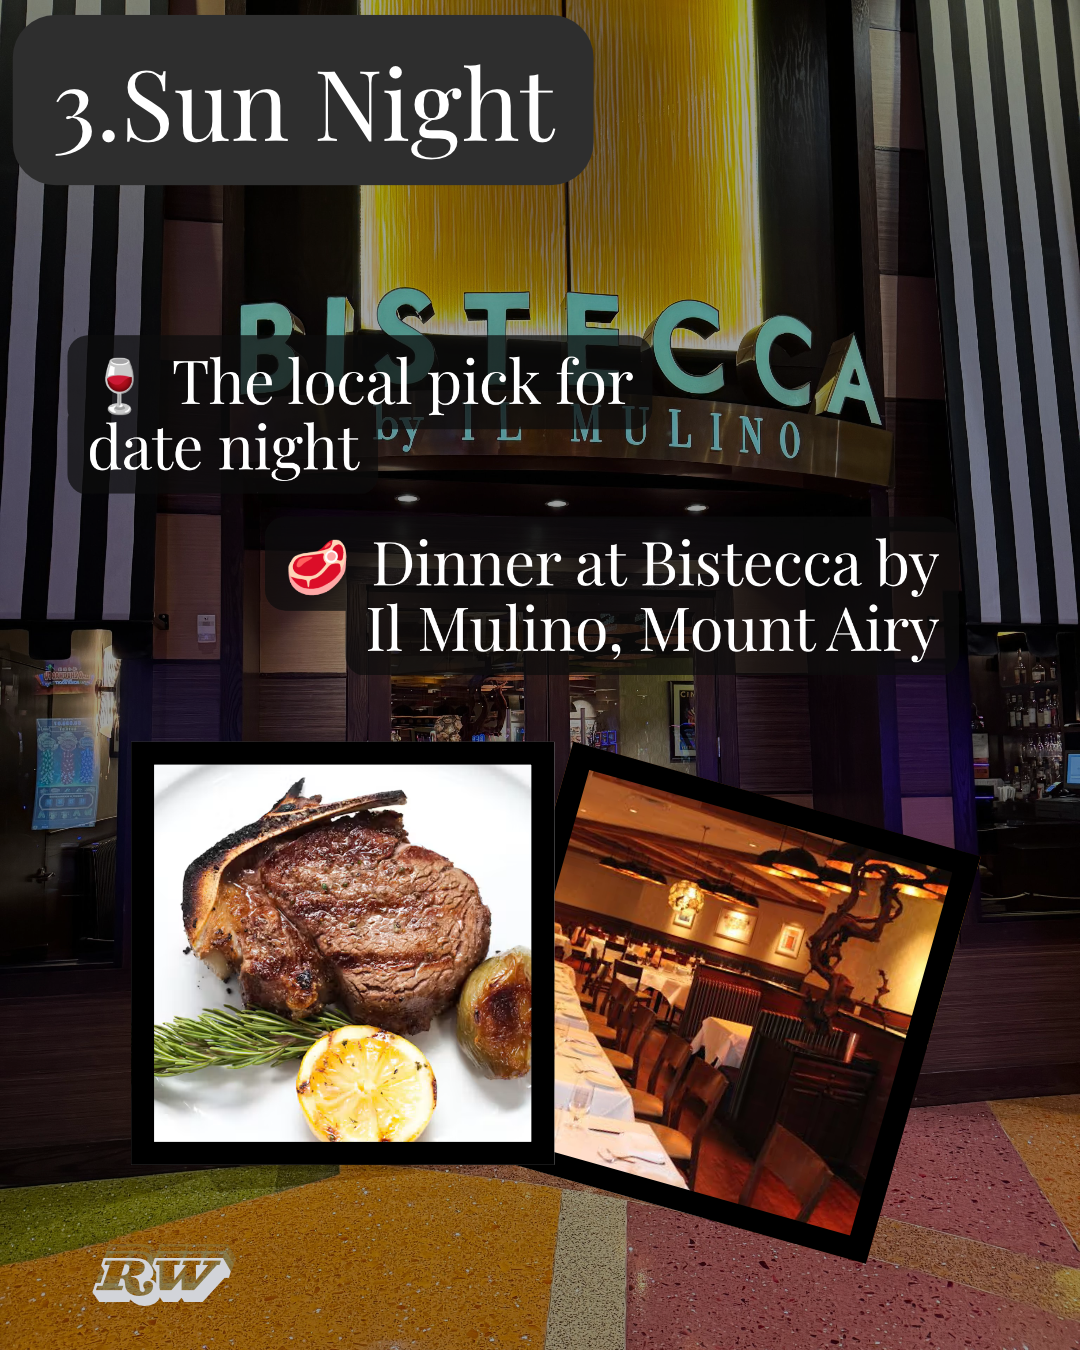 3.Sun Night
BISTECCA
by IL MULINO
🍷 The local pick for
date night
🥩 Dinner at Bistecca by
Il Mulino, Mount Airy
RW